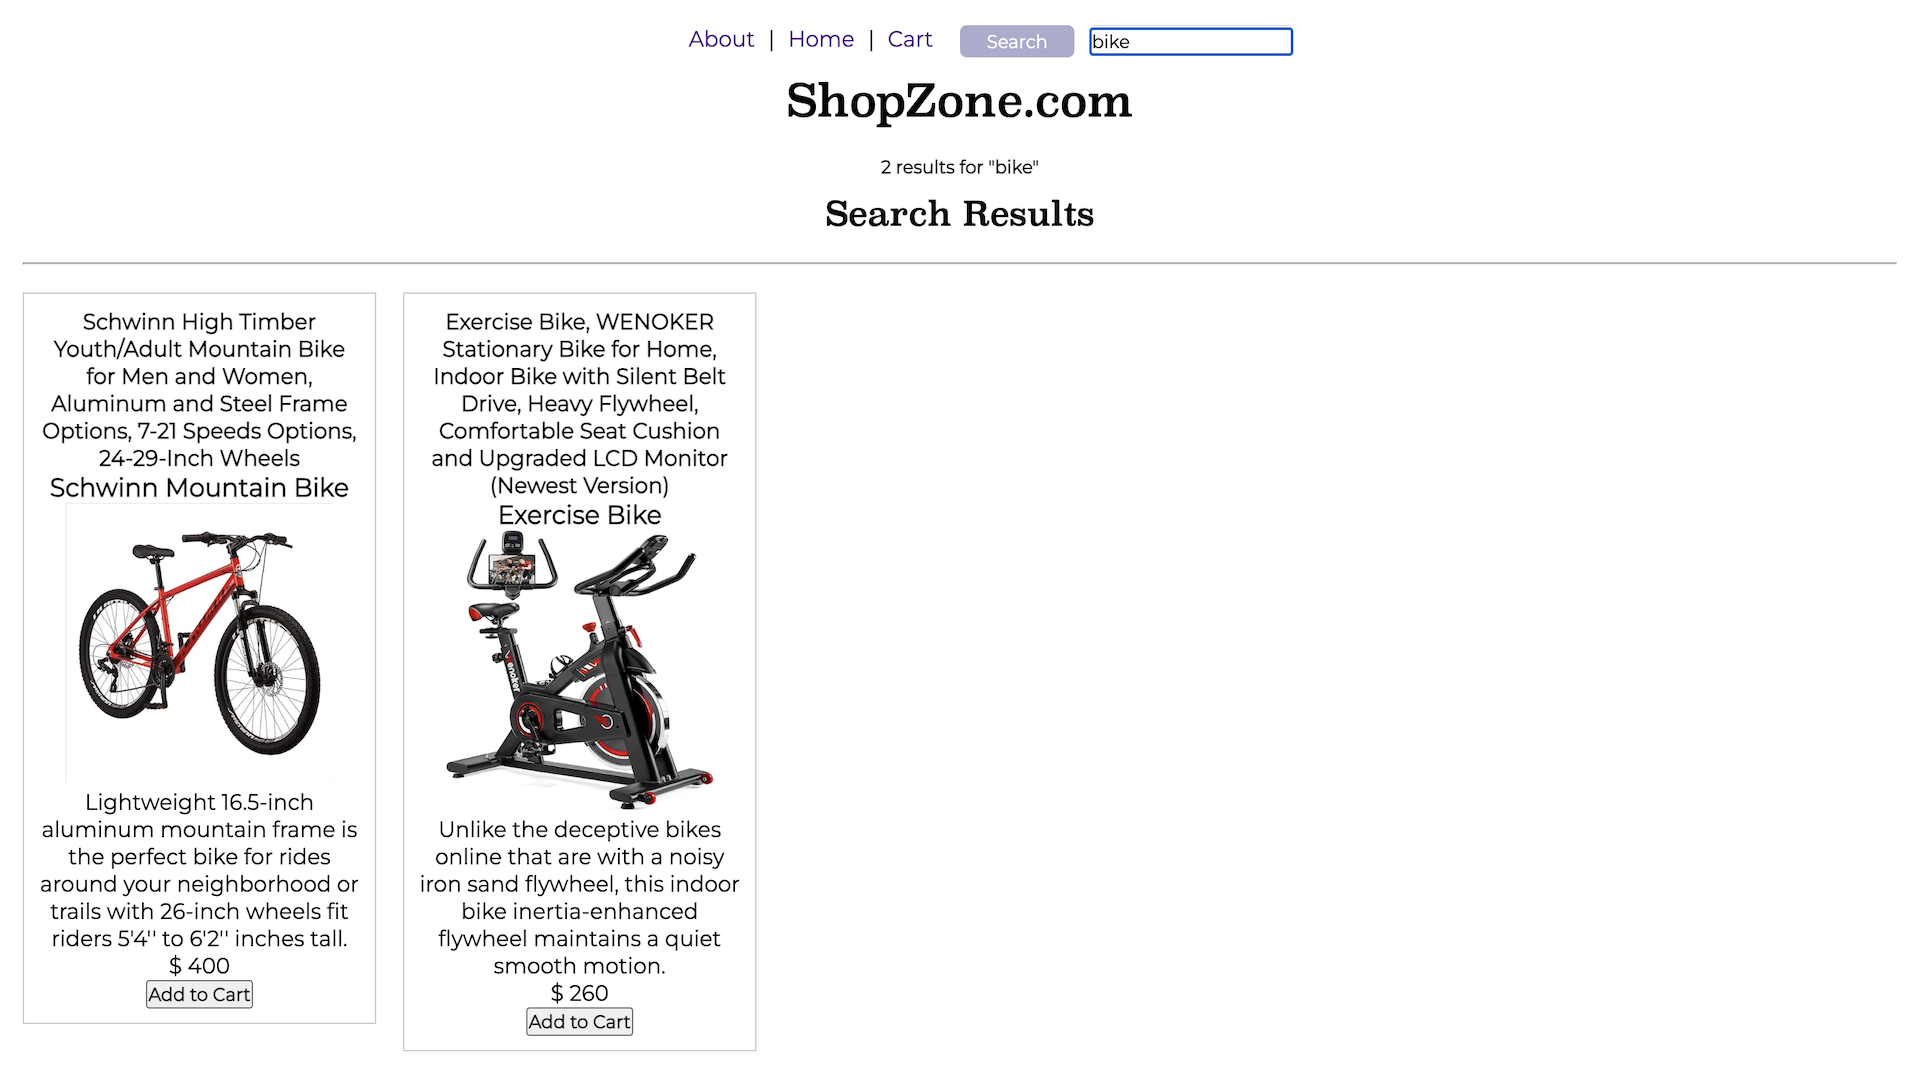 About | Home | Cart Search bike
ShopZone.com
2 results for "bike"
Search Results
Schwinn High Timber
Youth/Adult Mountain Bike
for Men and Women,
Aluminum and Steel Frame
Options, 7-21 Speeds Options,
24-29-Inch Wheels
Schwinn Mountain Bike
Lightweight 16.5-inch
aluminum mountain frame is
the perfect bike for rides
around your neighborhood or
trails with 26-inch wheels fit
riders 5'4'' to 6'2'' inches tall.
$ 400
Add to Cart
Exercise Bike, WENOKER
Stationary Bike for Home,
Indoor Bike with Silent Belt
Drive, Heavy Flywheel,
Comfortable Seat Cushion
and Upgraded LCD Monitor
(Newest Version)
Exercise Bike
wenoker
Unlike the deceptive bikes
online that are with a noisy
iron sand flywheel, this indoor
bike inertia-enhanced
flywheel maintains a quiet
smooth motion.
$ 260
Add to Cart